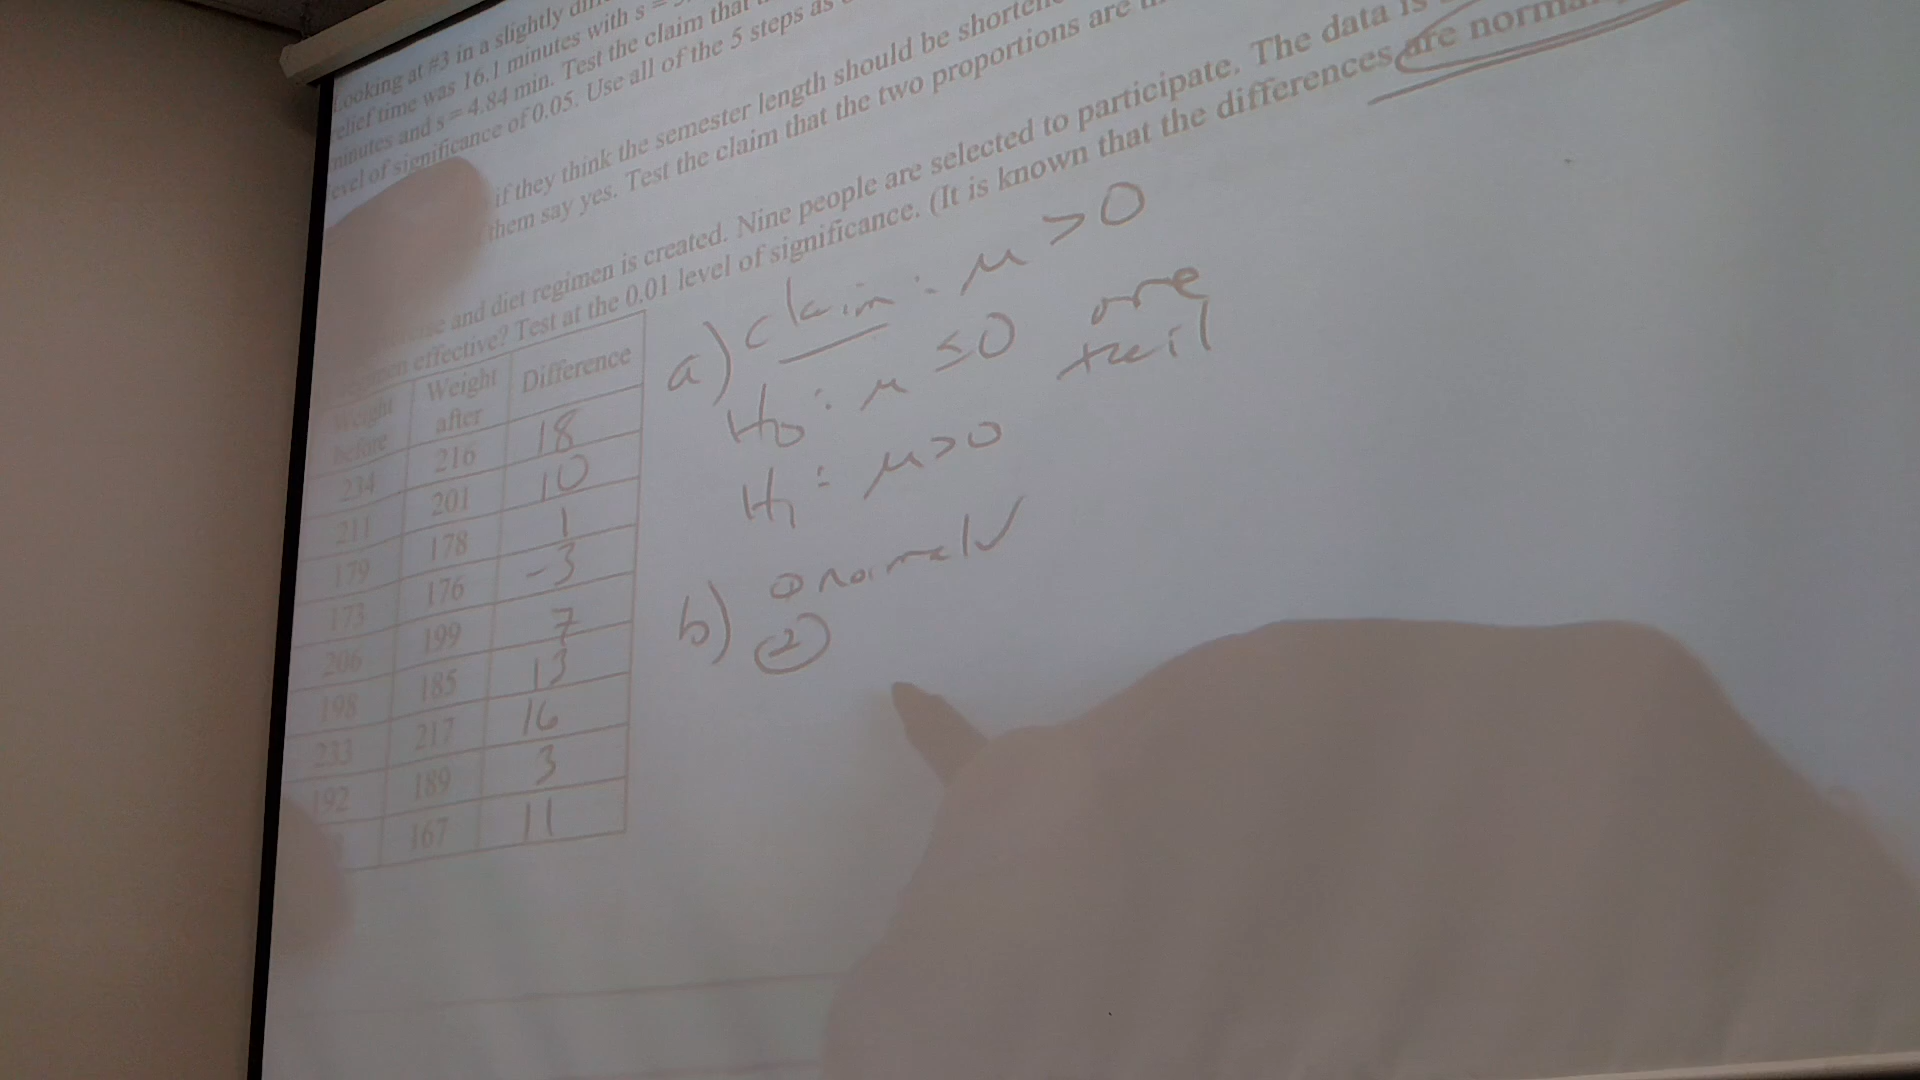 Looking at #3 in a slightly
relief time was 16.1 minutes with s =
minutes and s = 4.84 min. Test the claim that
level of significance of 0.05. Use all of the 5 steps as
if they think the semester length should be
them say yes. Test the claim that the two proportions are
and diet regimen is created. Nine people are selected to participate. The data is
effective? Test at the 0.01 level of significance. (It is known that the differences are
Weight before Weight after Difference
234 216 18
211 201 10
179 178 1
173 176 -3
206 199 7
198 185 13
233 217 16
192 189 3
167 11
a) claim: μ > 0
H0: μ ≤ 0 one tail
H1: μ > 0
b) ① normal ✓
②